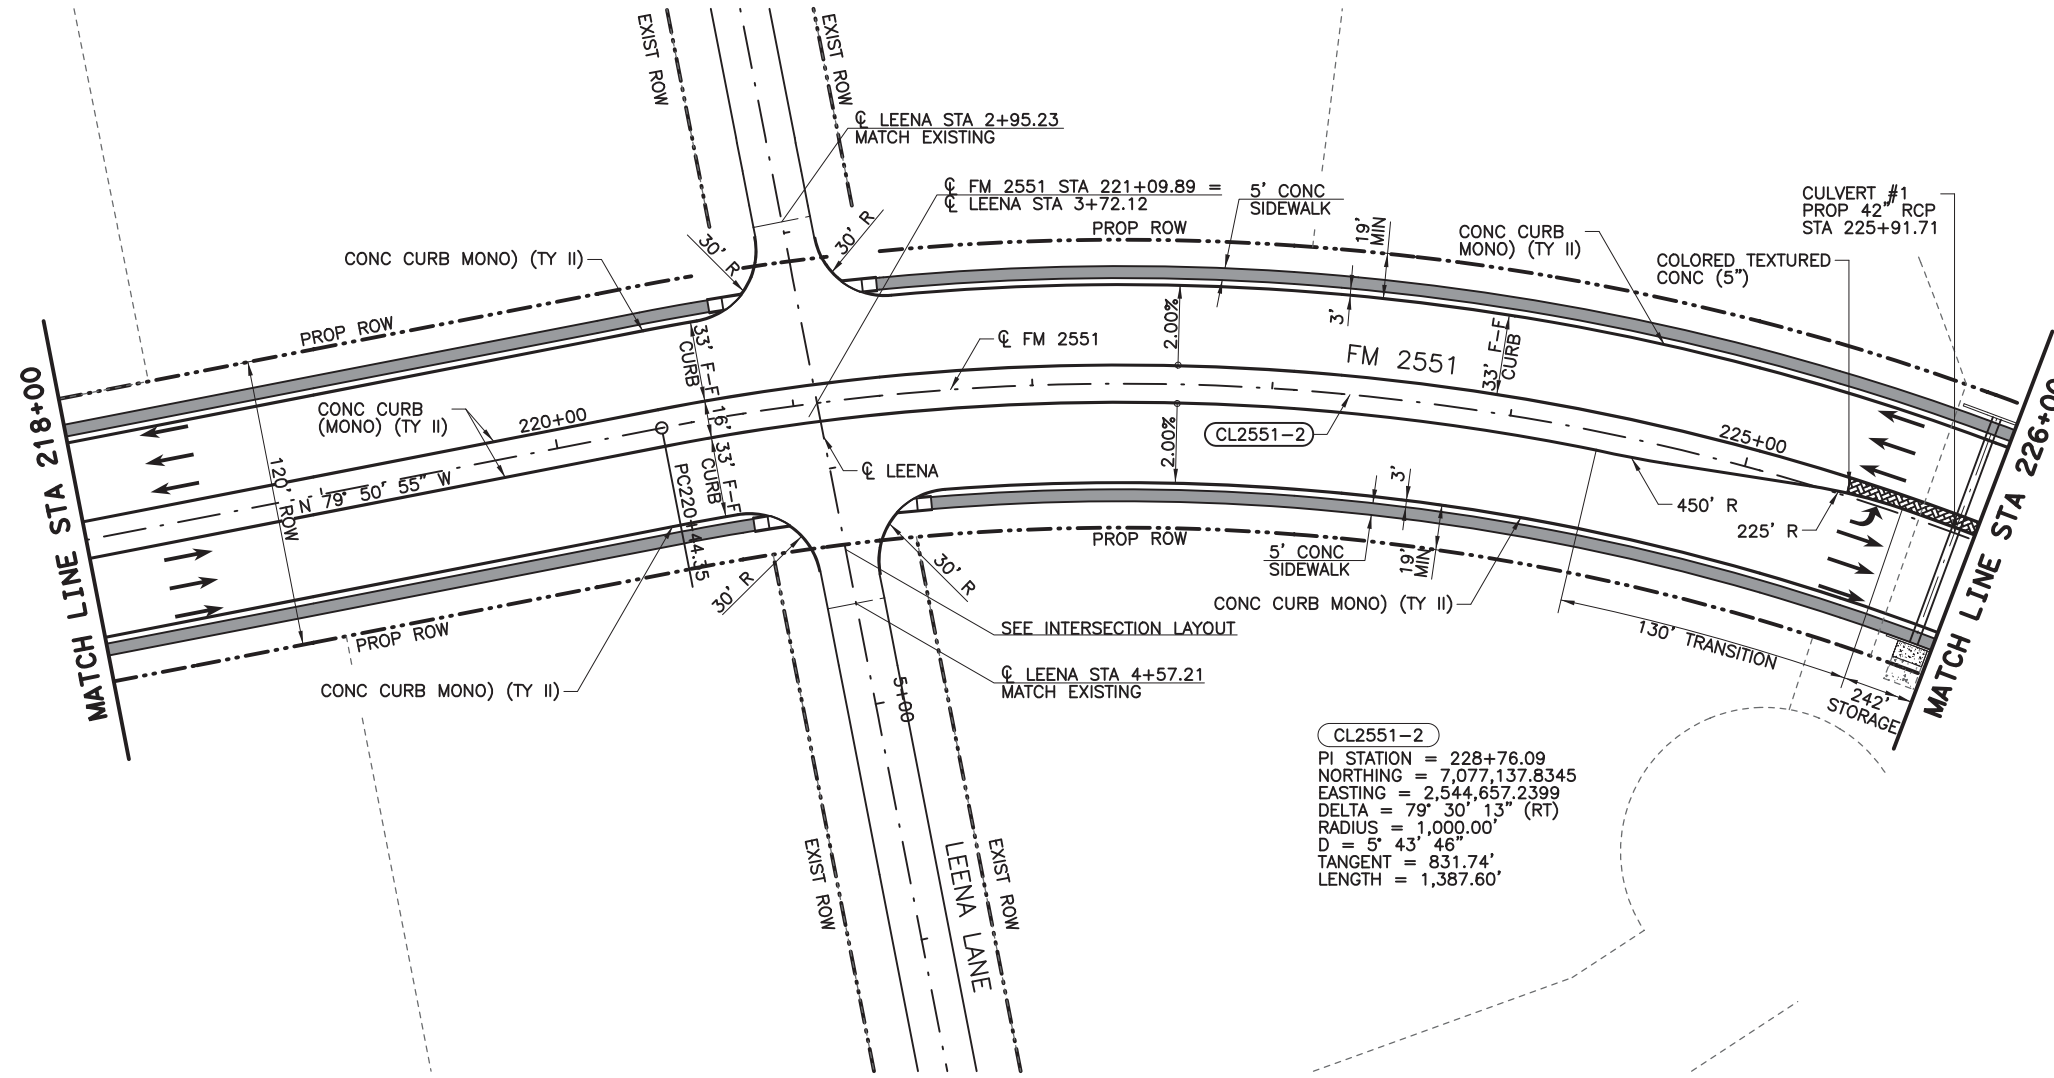 EXIST ROW
EXIST ROW
℄ LEENA STA 2+95.23
MATCH EXISTING
℄ FM 2551 STA 221+09.89 =
℄ LEENA STA 3+72.12
5' CONC
SIDEWALK
PROP ROW
19'
MIN
CONC CURB
MONO) (TY II)
CULVERT #1
PROP 42" RCP
STA 225+91.71
COLORED TEXTURED
CONC (5")
30' R
30' R
CONC CURB MONO) (TY II)
PROP ROW
MATCH LINE STA 218+00
CONC CURB
(MONO) (TY II)
220+00
33' F-F
CURB
16'
33' F-F
CURB
N 79° 50' 55" W
120'
ROW
PC220+44.35
℄ FM 2551
℄ LEENA
2.00%
2.00%
3'
FM 2551
33' F-F
CURB
CL2551-2
225+00
MATCH LINE STA 226+00
450' R
225' R
3'
19'
MIN
5' CONC
SIDEWALK
PROP ROW
CONC CURB MONO) (TY II)
30' R
30' R
PROP ROW
CONC CURB MONO) (TY II)
SEE INTERSECTION LAYOUT
℄ LEENA STA 4+57.21
MATCH EXISTING
5+00
130' TRANSITION
242'
STORAGE
CL2551-2
PI STATION = 228+76.09
NORTHING = 7,077,137.8345
EASTING = 2,544,657.2399
DELTA = 79° 30' 13" (RT)
RADIUS = 1,000.00'
D = 5° 43' 46"
TANGENT = 831.74'
LENGTH = 1,387.60'
EXIST ROW
LEENA LANE
EXIST ROW